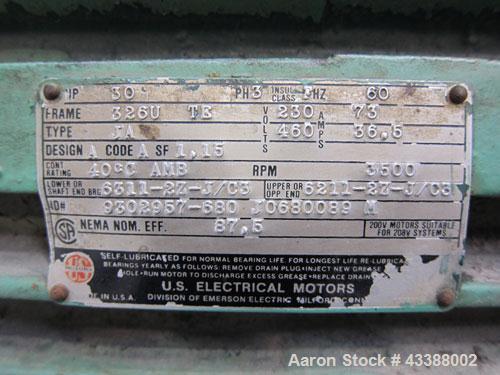 HP 30 PH 3 INSUL CLASS HZ 60
FRAME 326U TE VOLTS 230 AMPS 73
TYPE JA 460 36,5
DESIGN A CODE A SF 1,15
CONT RATING 40°C AMB RPM 3500
LOWER OR SHAFT END BRG 6311-2Z-J/C3 UPPER OR OPP. END 5211-2Z-J/C3
ID# 9302957-680 J0680089 M
SA NEMA NOM. EFF. 87,5 200V MOTORS SUITABLE FOR 208V SYSTEMS
SELF-LUBRICATED FOR NORMAL BEARING LIFE. FOR LONGEST LIFE RE-LUBRICATE
BEARINGS YEARLY AS FOLLOWS: REMOVE DRAIN PLUG•INJECT NEW GREASE
HOLE•RUN MOTOR TO DISCHARGE EXCESS GREASE•REPLACE DRAIN
U.S. ELECTRICAL MOTORS
DE IN U.S.A. DIVISION OF EMERSON ELECTRIC MILFORD, CONN
Aaron Stock # 43388002